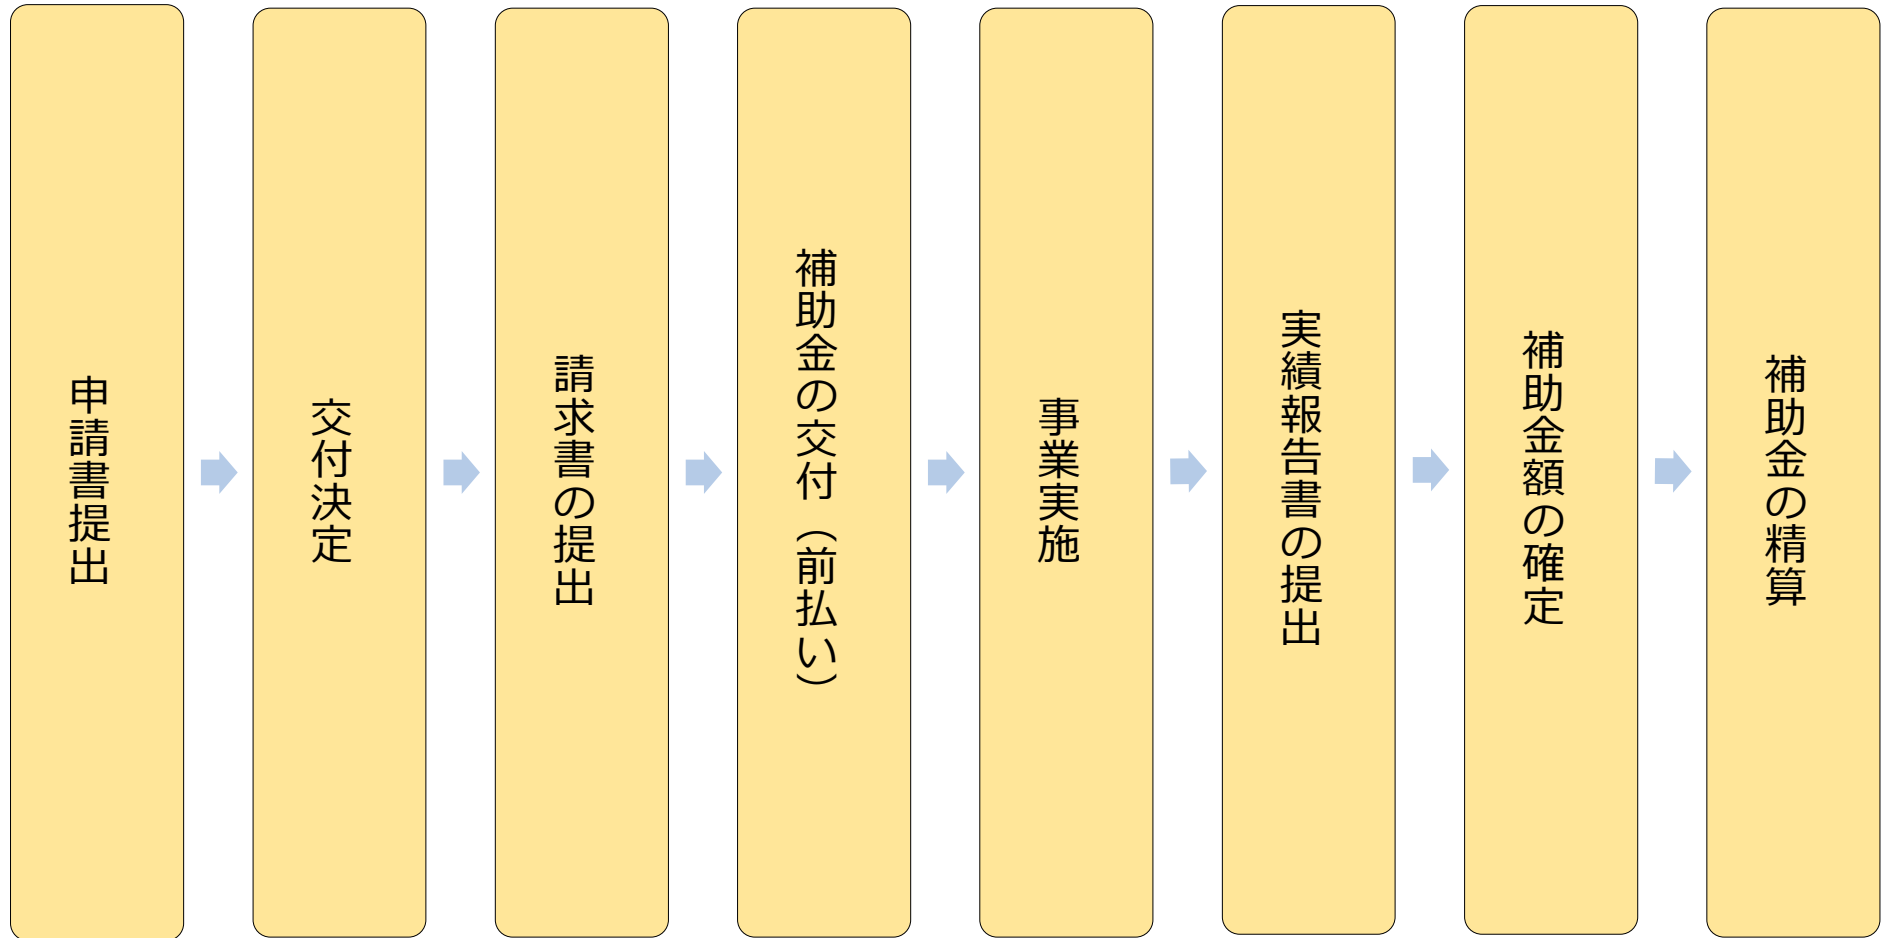 申請書提出
交付決定
請求書の提出
補助金の交付（前払い）
事業実施
実績報告書の提出
補助金額の確定
補助金の精算